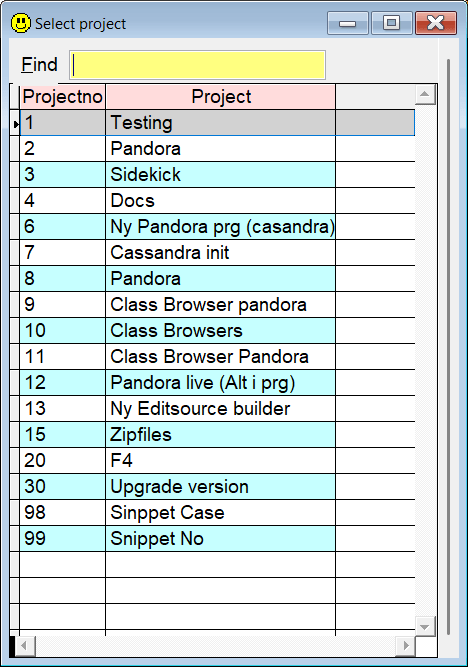 Select project
Find
Projectno Project
1 Testing
2 Pandora
3 Sidekick
4 Docs
6 Ny Pandora prg (casandra)
7 Cassandra init
8 Pandora
9 Class Browser pandora
10 Class Browsers
11 Class Browser Pandora
12 Pandora live (Alt i prg)
13 Ny Editsource builder
15 Zipfiles
20 F4
30 Upgrade version
98 Sinppet Case
99 Snippet No